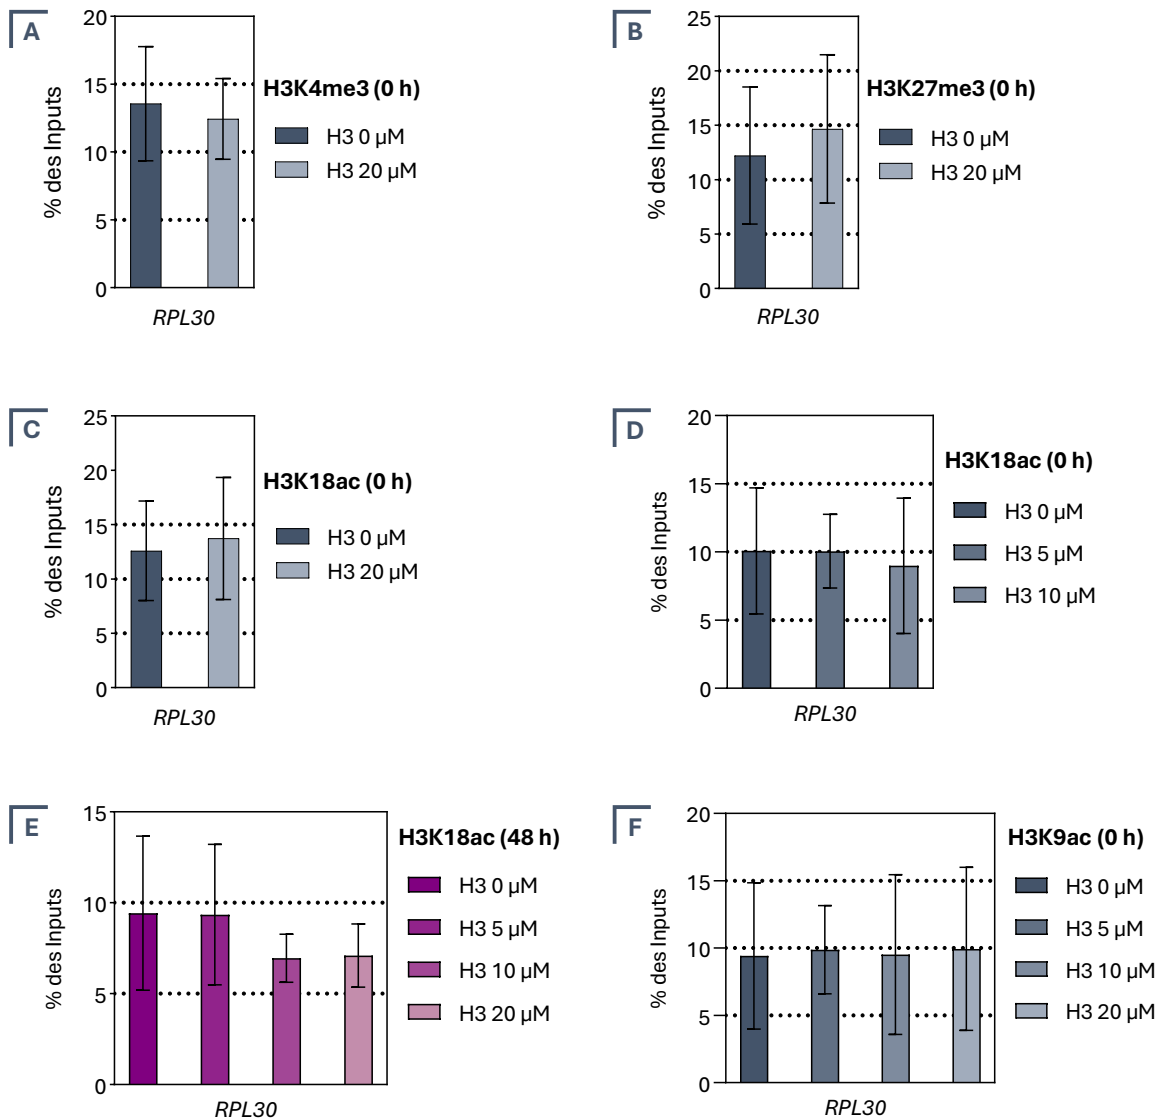 A
20
15
10
5
0
% des Inputs
RPL30
H3K4me3 (0 h)
H3 0 µM
H3 20 µM
B
25
20
15
10
5
0
% des Inputs
RPL30
H3K27me3 (0 h)
H3 0 µM
H3 20 µM
C
25
20
15
10
5
0
% des Inputs
RPL30
H3K18ac (0 h)
H3 0 µM
H3 20 µM
D
20
15
10
5
0
% des Inputs
RPL30
H3K18ac (0 h)
H3 0 µM
H3 5 µM
H3 10 µM
E
15
10
5
0
% des Inputs
RPL30
H3K18ac (48 h)
H3 0 µM
H3 5 µM
H3 10 µM
H3 20 µM
F
20
15
10
5
0
% des Inputs
RPL30
H3K9ac (0 h)
H3 0 µM
H3 5 µM
H3 10 µM
H3 20 µM